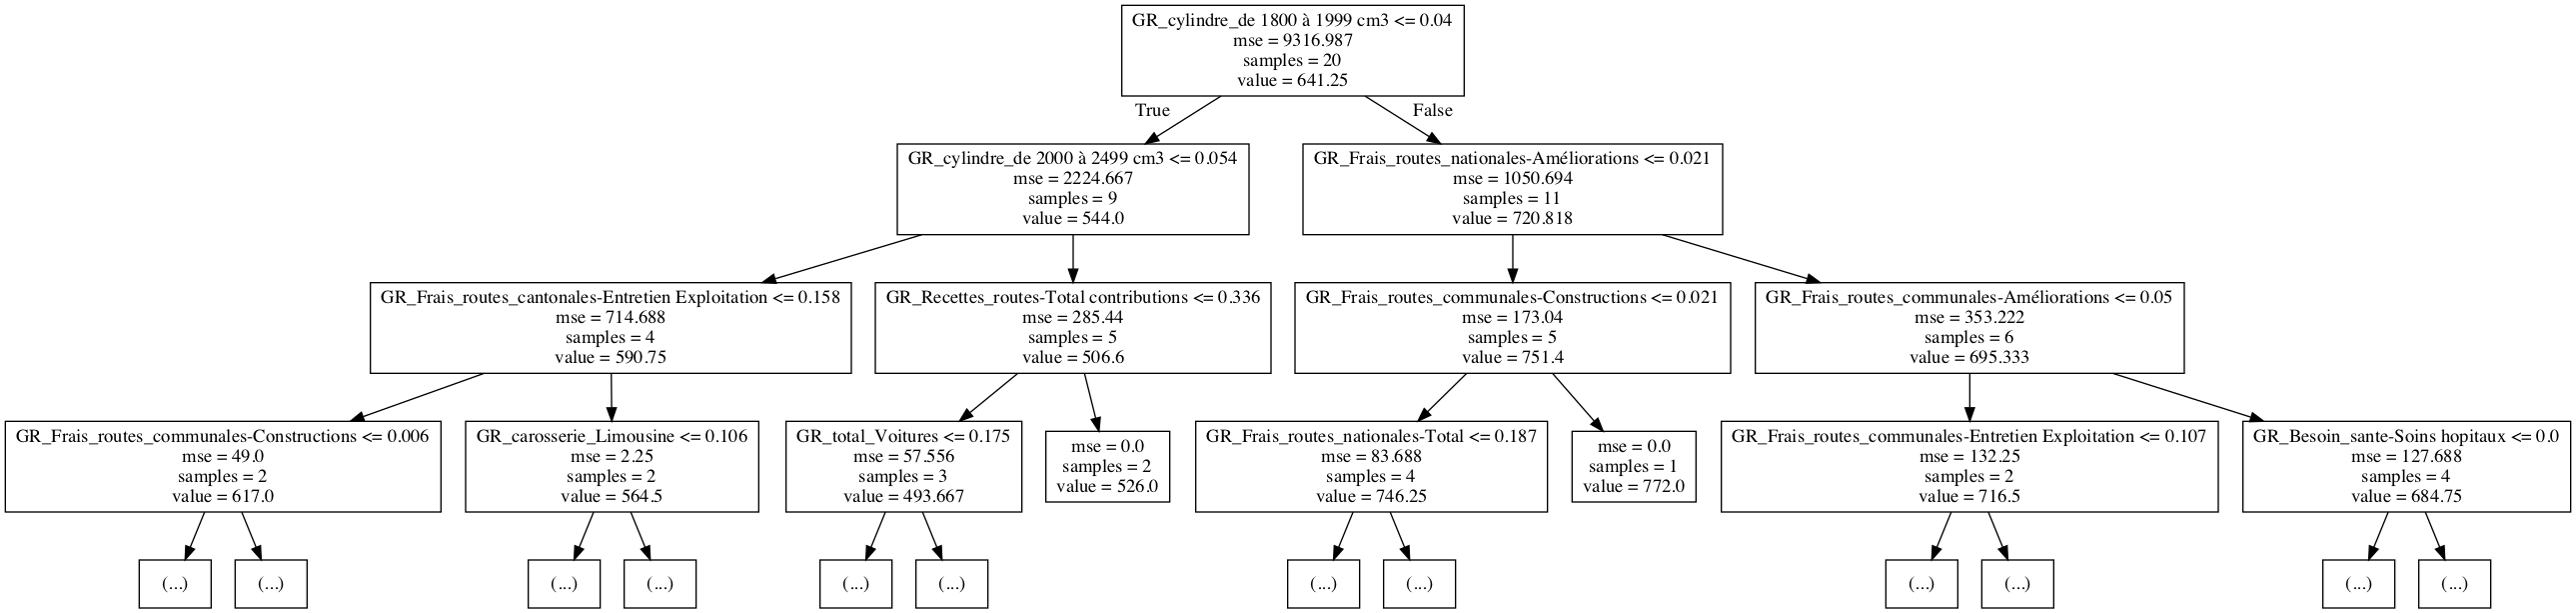 GR_cylindre_de 1800 à 1999 cm3 <= 0.04
mse = 9316.987
samples = 20
value = 641.25
True
False
GR_cylindre_de 2000 à 2499 cm3 <= 0.054
mse = 2224.667
samples = 9
value = 544.0
GR_Frais_routes_nationales-Améliorations <= 0.021
mse = 1050.694
samples = 11
value = 720.818
GR_Frais_routes_cantonales-Entretien Exploitation <= 0.158
mse = 714.688
samples = 4
value = 590.75
GR_Recettes_routes-Total contributions <= 0.336
mse = 285.44
samples = 5
value = 506.6
GR_Frais_routes_communales-Constructions <= 0.021
mse = 173.04
samples = 5
value = 751.4
GR_Frais_routes_communales-Améliorations <= 0.05
mse = 353.222
samples = 6
value = 695.333
GR_Frais_routes_communales-Constructions <= 0.006
mse = 49.0
samples = 2
value = 617.0
GR_carosserie_Limousine <= 0.106
mse = 2.25
samples = 2
value = 564.5
GR_total_Voitures <= 0.175
mse = 57.556
samples = 3
value = 493.667
mse = 0.0
samples = 2
value = 526.0
GR_Frais_routes_nationales-Total <= 0.187
mse = 83.688
samples = 4
value = 746.25
mse = 0.0
samples = 1
value = 772.0
GR_Frais_routes_communales-Entretien Exploitation <= 0.107
mse = 132.25
samples = 2
value = 716.5
GR_Besoin_sante-Soins hopitaux <= 0.0
mse = 127.688
samples = 4
value = 684.75
(...)
(...)
(...)
(...)
(...)
(...)
(...)
(...)
(...)
(...)
(...)
(...)